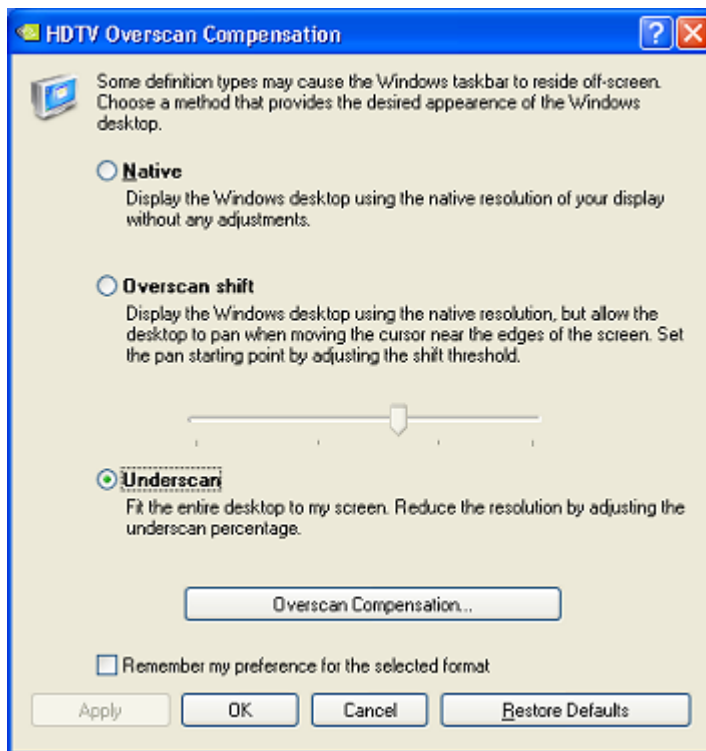 HDTV Overscan Compensation
Some definition types may cause the Windows taskbar to reside off-screen.
Choose a method that provides the desired appearance of the Windows
desktop.
Native
Display the Windows desktop using the native resolution of your display
without any adjustments.
Overscan shift
Display the Windows desktop using the native resolution, but allow the
desktop to pan when moving the cursor near the edges of the screen. Set
the pan starting point by adjusting the shift threshold.
Underscan
Fit the entire desktop to my screen. Reduce the resolution by adjusting the
underscan percentage.
Overscan Compensation...
Remember my preference for the selected format
Apply OK Cancel Restore Defaults